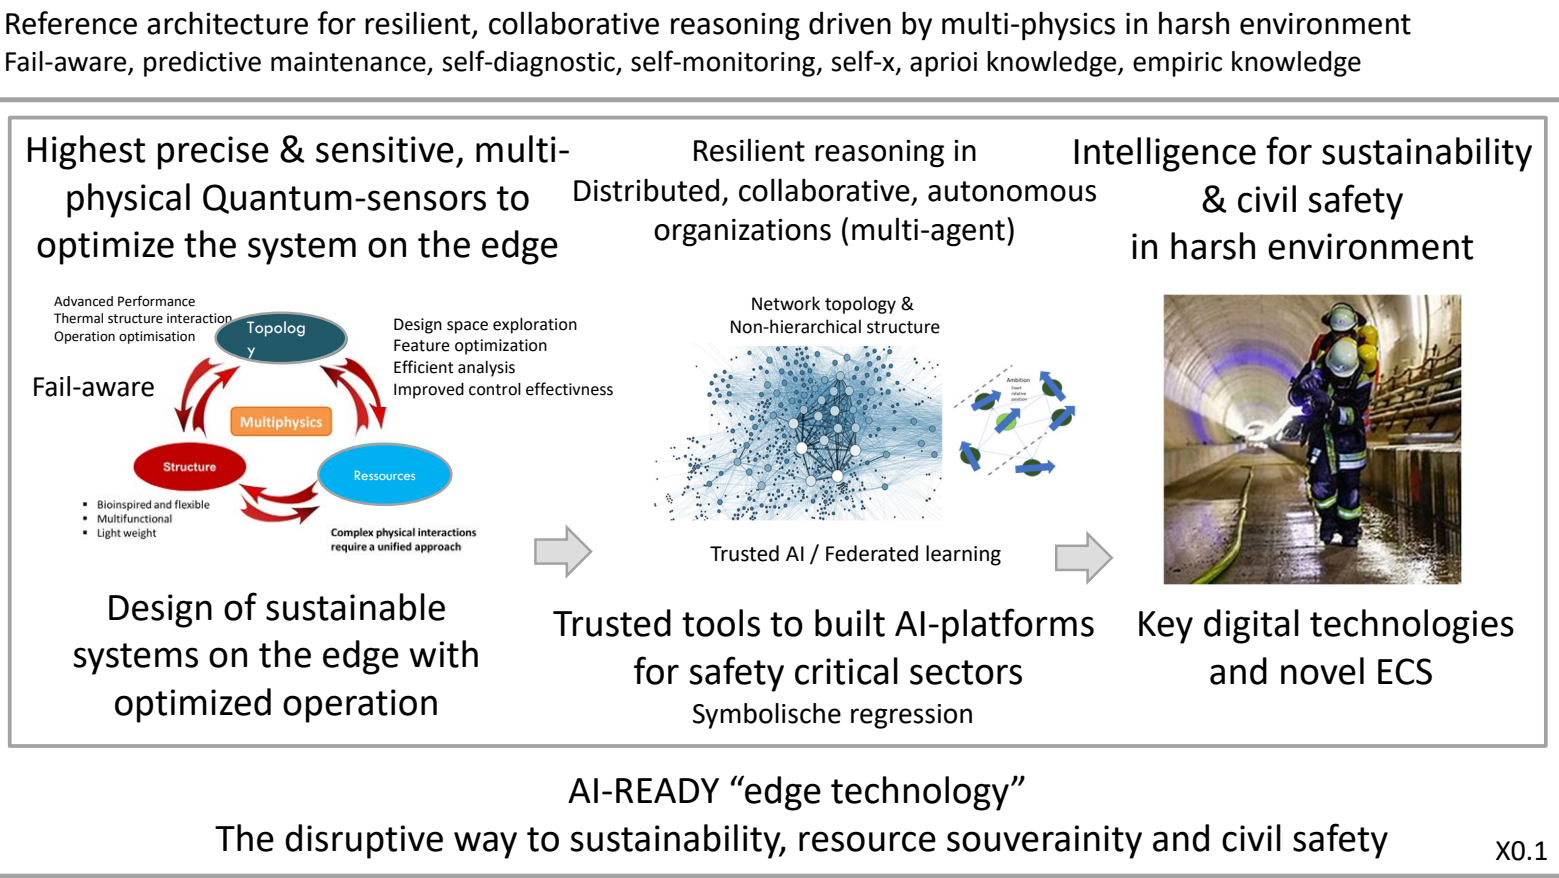 Reference architecture for resilient, collaborative reasoning driven by multi-physics in harsh environment
Fail-aware, predictive maintenance, self-diagnostic, self-monitoring, self-x, aprioi knowledge, empiric knowledge
Highest precise & sensitive, multi-
physical Quantum-sensors to
optimize the system on the edge
Advanced Performance
Thermal structure interaction
Operation optimisation
Topolog
y
Design space exploration
Feature optimization
Efficient analysis
Improved control effectivness
Fail-aware
Multiphysics
Structure
Ressources
▪ Bioinspired and flexible
▪ Multifunctional
▪ Light weight
Complex physical interactions
require a unified approach
Design of sustainable
systems on the edge with
optimized operation
Resilient reasoning in
Distributed, collaborative, autonomous
organizations (multi-agent)
Network topology &
Non-hierarchical structure
Ambition
Exact
relative
position
Trusted AI / Federated learning
Trusted tools to built AI-platforms
for safety critical sectors
Symbolische regression
Intelligence for sustainability
& civil safety
in harsh environment
Key digital technologies
and novel ECS
AI-READY “edge technology”
The disruptive way to sustainability, resource souverainity and civil safety
X0.1